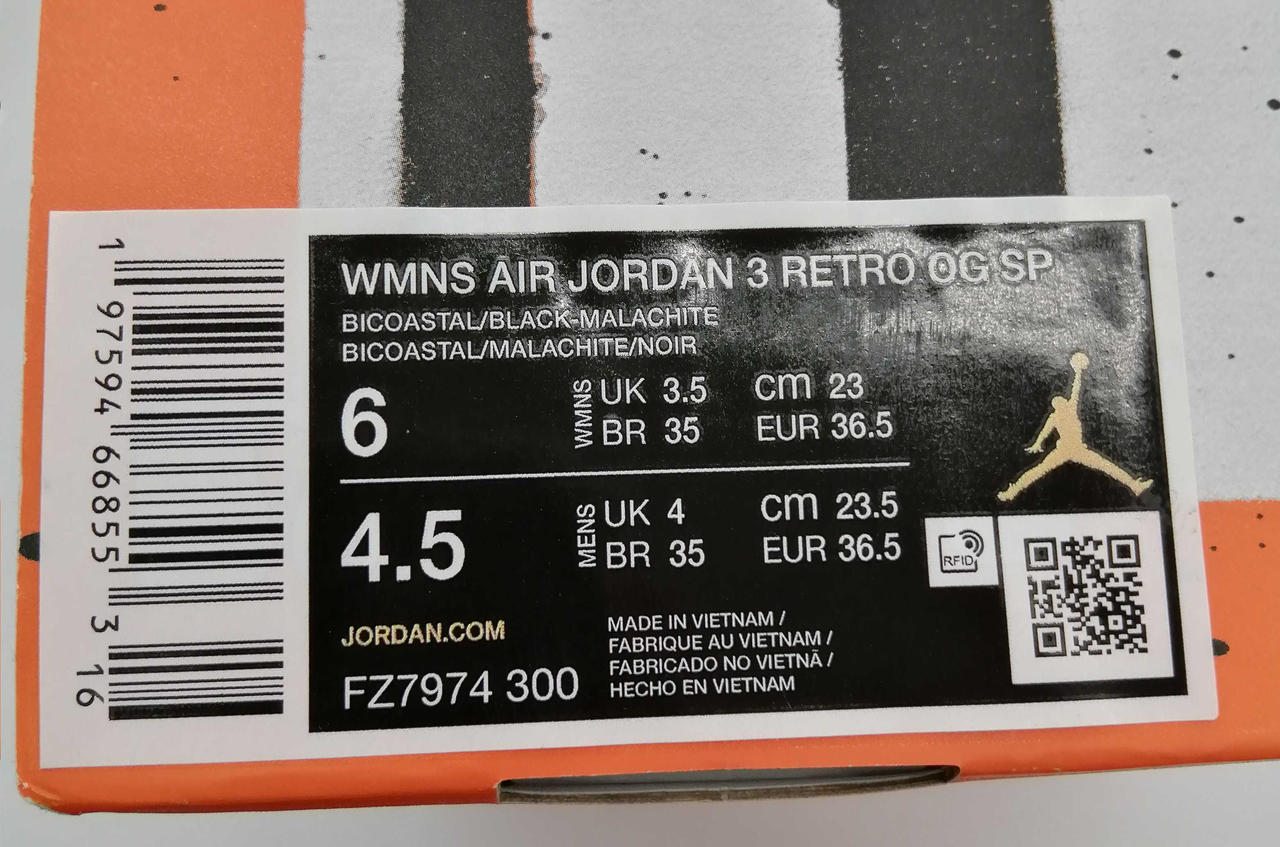 1 97594 66855 3 16
WMNS AIR JORDAN 3 RETRO OG SP
BICOASTAL/BLACK-MALACHITE
BICOASTAL/MALACHITE/NOIR
6
WMNS
UK 3.5 cm 23
BR 35 EUR 36.5
4.5
MENS
UK 4 cm 23.5
BR 35 EUR 36.5
JORDAN.COM
FZ7974 300
MADE IN VIETNAM /
FABRIQUE AU VIETNAM /
FABRICADO NO VIETNÃ /
HECHO EN VIETNAM
RFID